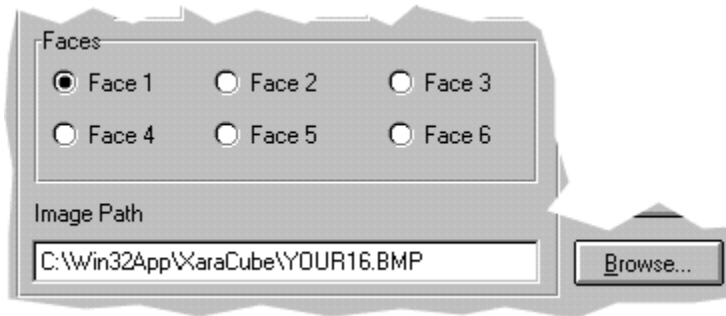 Faces
Face 1 Face 2 Face 3
Face 4 Face 5 Face 6
Image Path
C:\Win32App\XaraCube\YOUR16.BMP
Browse...